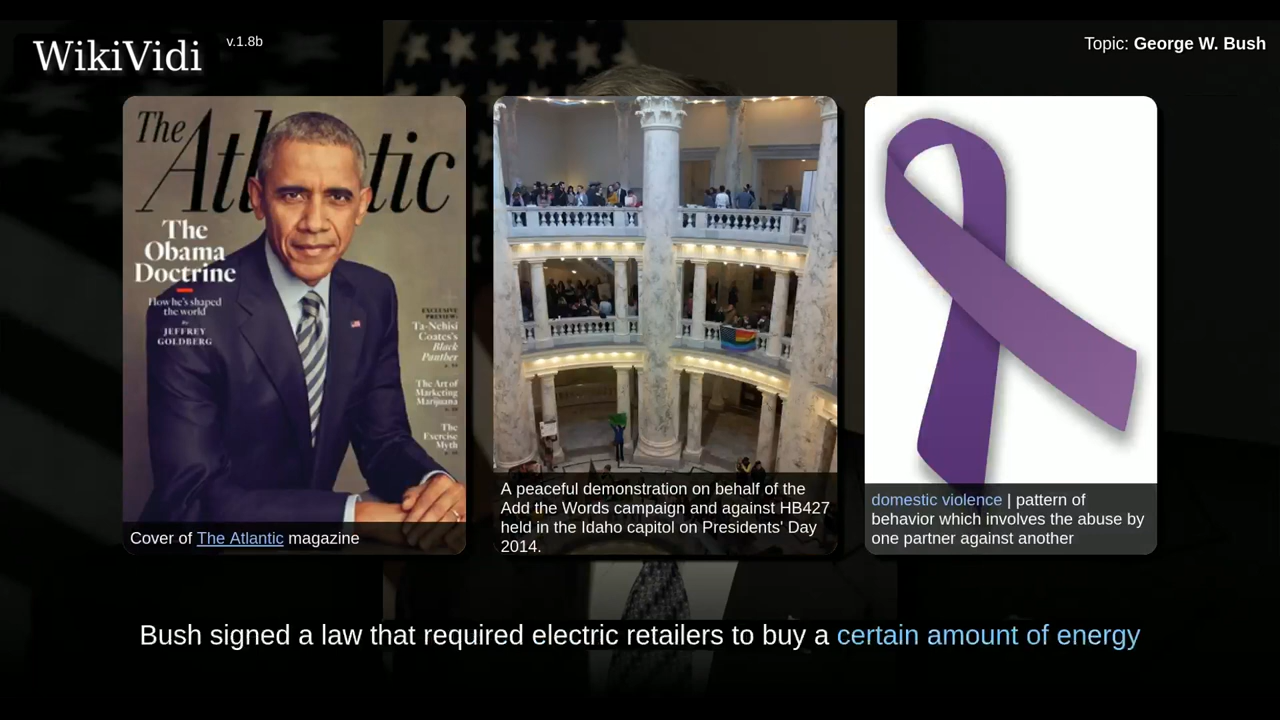 WikiVidi
v.1.8b
Topic: George W. Bush
The Atlantic
The
Obama
Doctrine
How he's shaped
the world
by
JEFFREY
GOLDBERG
EXCLUSIVE
PREVIEW:
Ta-Nehisi
Coates's
Black
Panther
The Art of
Marketing
Marijuana
The
Exercise
Myth
Cover of The Atlantic magazine
A peaceful demonstration on behalf of the
Add the Words campaign and against HB427
held in the Idaho capitol on Presidents' Day
2014.
domestic violence | pattern of
behavior which involves the abuse by
one partner against another
Bush signed a law that required electric retailers to buy a certain amount of energy